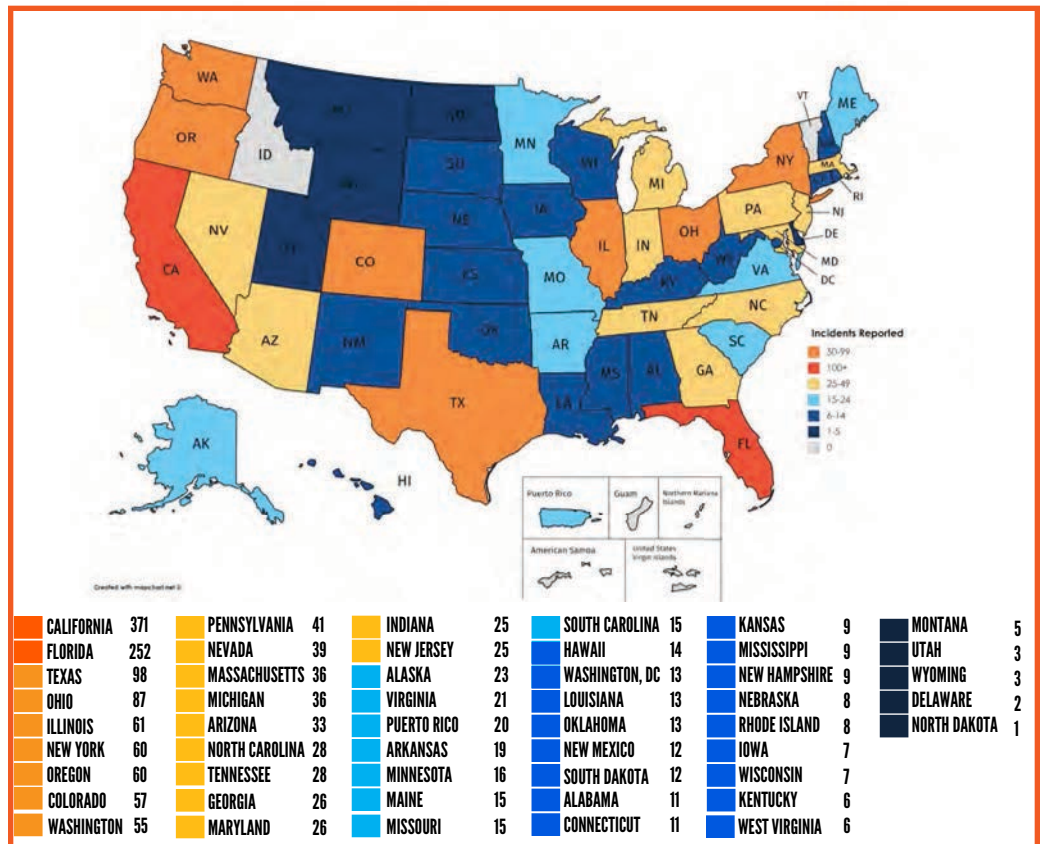 WA
OR
ID
CA
NV
AZ
CO
NM
TX
SD
NE
KS
OK
MN
IA
MO
AR
LA
WI
IL
MI
IN
OH
KY
TN
MS
AL
GA
FL
SC
NC
VA
WV
PA
NY
VT
ME
MA
RI
NJ
DE
MD
DC
AK
HI
Incidents Reported
50-99
100+
25-49
15-24
6-14
1-5
0
Puerto Rico
Guam
Northern Mariana
Islands
American Samoa
United States
Virgin Islands
Created with mapchart.net ©
CALIFORNIA 371
FLORIDA 252
TEXAS 98
OHIO 87
ILLINOIS 61
NEW YORK 60
OREGON 60
COLORADO 57
WASHINGTON 55
PENNSYLVANIA 41
NEVADA 39
MASSACHUSETTS 36
MICHIGAN 36
ARIZONA 33
NORTH CAROLINA 28
TENNESSEE 28
GEORGIA 26
MARYLAND 26
INDIANA 25
NEW JERSEY 25
ALASKA 23
VIRGINIA 21
PUERTO RICO 20
ARKANSAS 19
MINNESOTA 16
MAINE 15
MISSOURI 15
SOUTH CAROLINA 15
HAWAII 14
WASHINGTON, DC 13
LOUISIANA 13
OKLAHOMA 13
NEW MEXICO 12
SOUTH DAKOTA 12
ALABAMA 11
CONNECTICUT 11
KANSAS 9
MISSISSIPPI 9
NEW HAMPSHIRE 9
NEBRASKA 8
RHODE ISLAND 8
IOWA 7
WISCONSIN 7
KENTUCKY 6
WEST VIRGINIA 6
MONTANA 5
UTAH 3
WYOMING 3
DELAWARE 2
NORTH DAKOTA 1